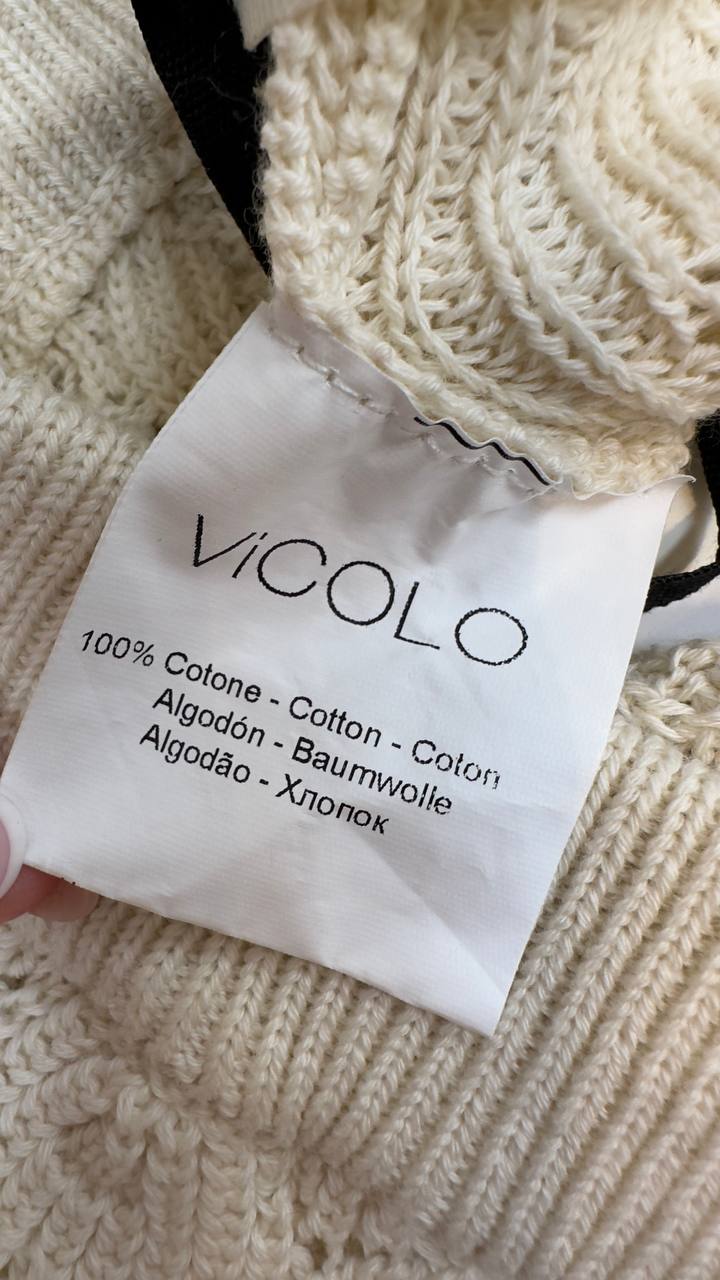 ViCOLO
100% Cotone - Cotton - Coton
Algodón - Baumwolle
Algodão - Хлопок